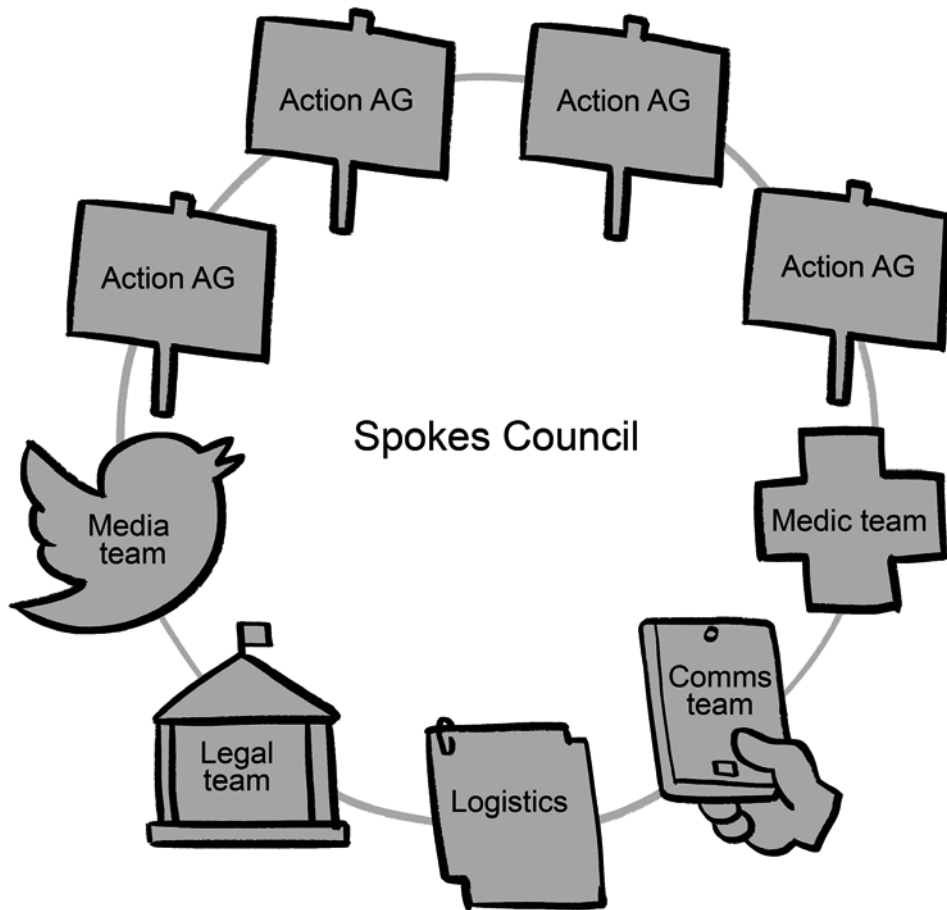 Action AG
Action AG
Action AG
Action AG
Spokes Council
Media
team
Medic team
Comms
team
Legal
team
Logistics